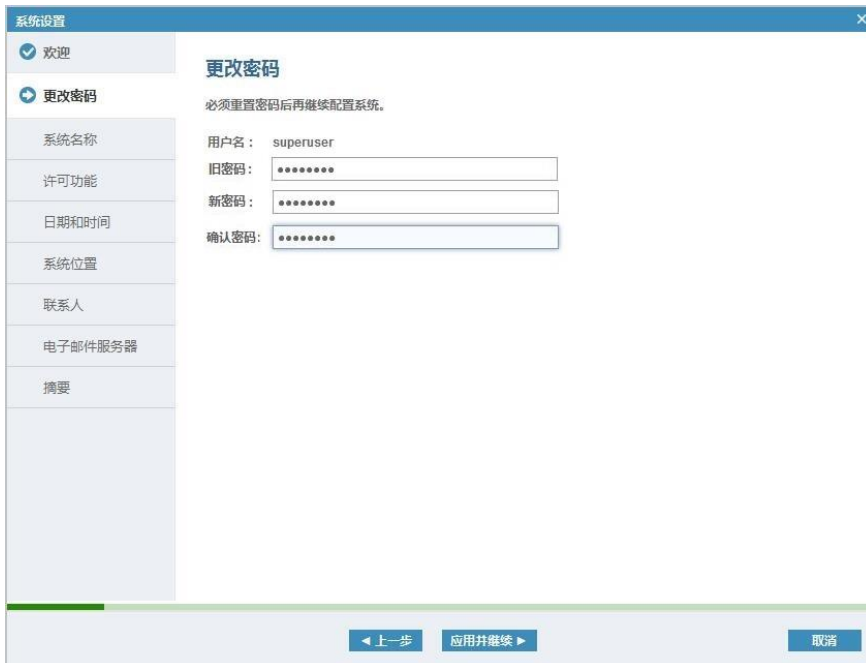 系统设置
欢迎
更改密码
系统名称
许可功能
日期和时间
系统位置
联系人
电子邮件服务器
摘要
更改密码
必须重置密码后再继续配置系统。
用户名： superuser
旧密码： ●●●●●●●●
新密码： ●●●●●●●●
确认密码: ●●●●●●●●
◄上一步
应用并继续►
取消